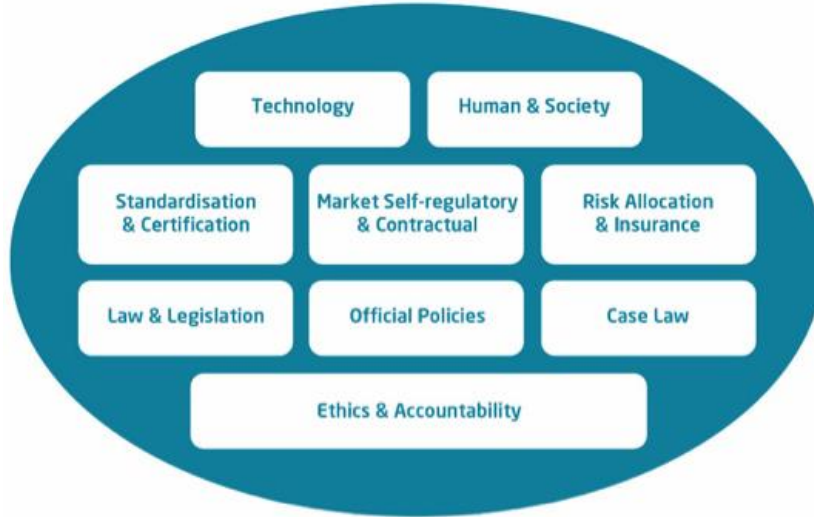 Technology
Human & Society
Standardisation
& Certification
Market Self-regulatory
& Contractual
Risk Allocation
& Insurance
Law & Legislation
Official Policies
Case Law
Ethics & Accountability